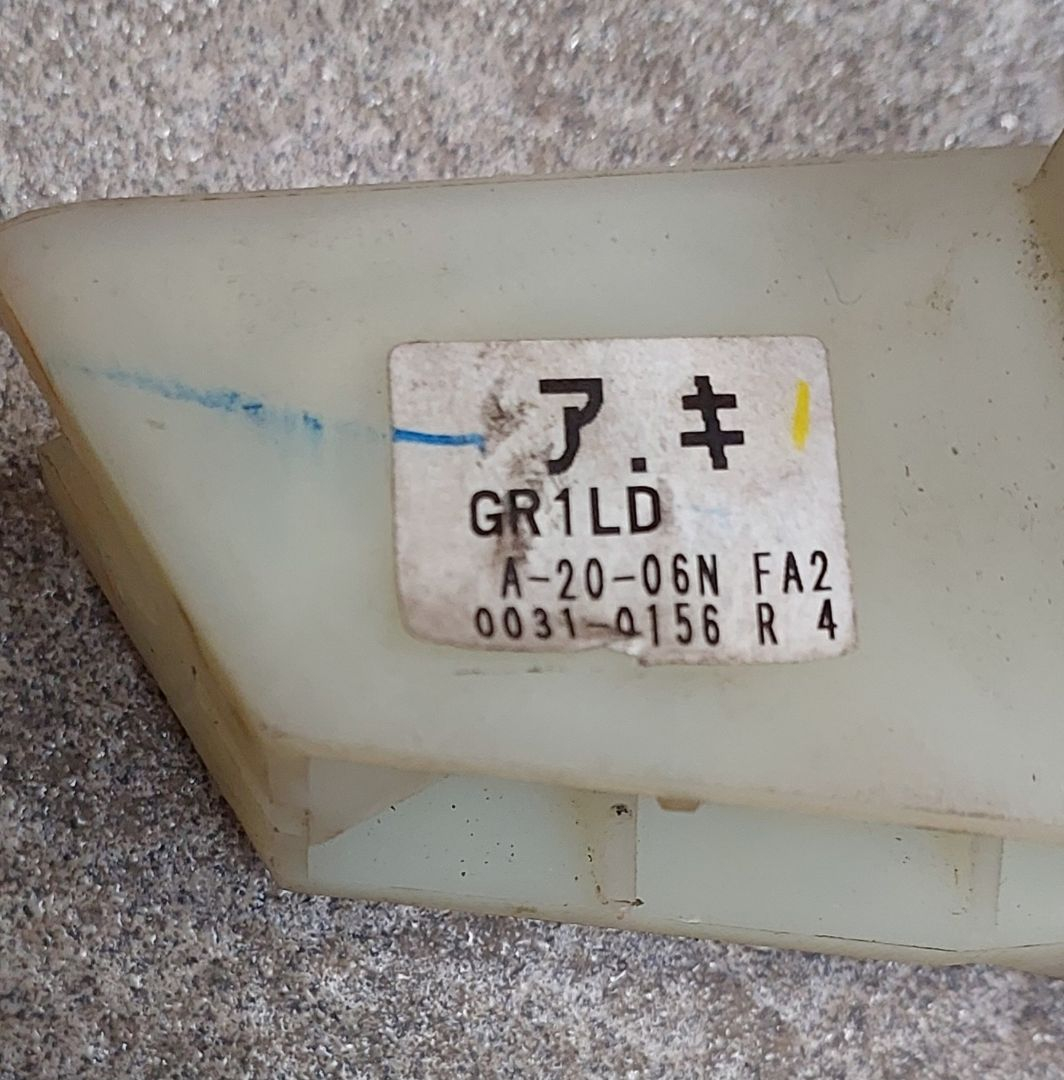 ア.キ
GR1LD
A-20-06N FA2
0031-0156 R 4